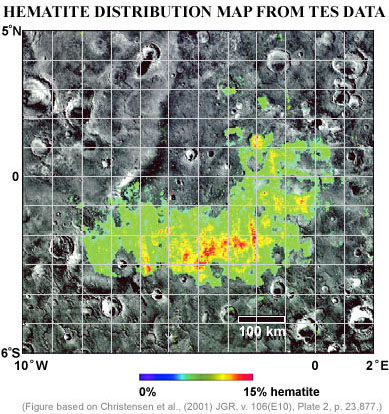 HEMATITE DISTRIBUTION MAP FROM TES DATA
5°N
0
6°S
100 km
10°W
0
2°E
0%
15% hematite
(Figure based on Christensen et al., (2001) JGR, v. 106(E10), Plate 2, p. 23,877.)